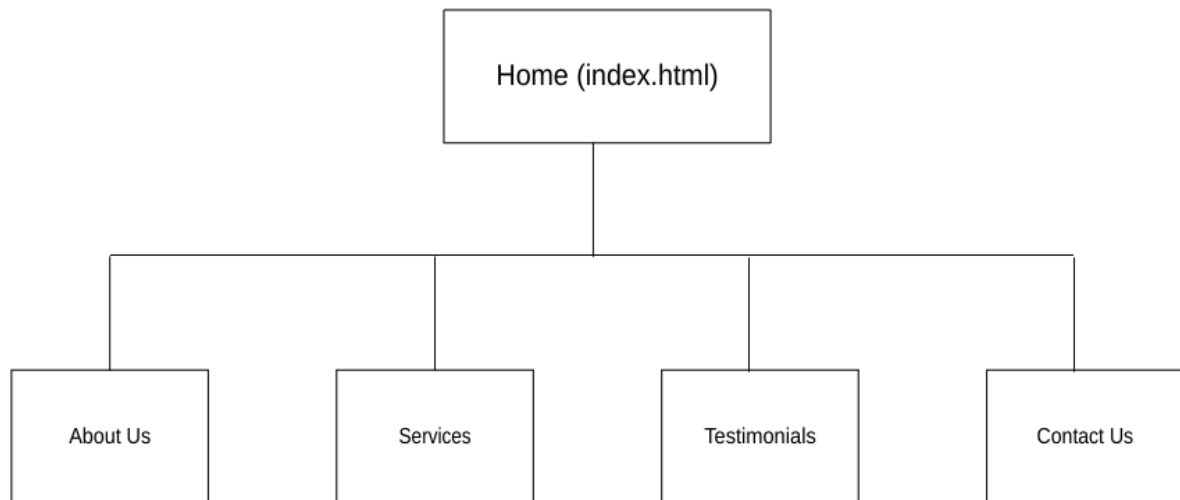 Home (index.html)
About Us
Services
Testimonials
Contact Us